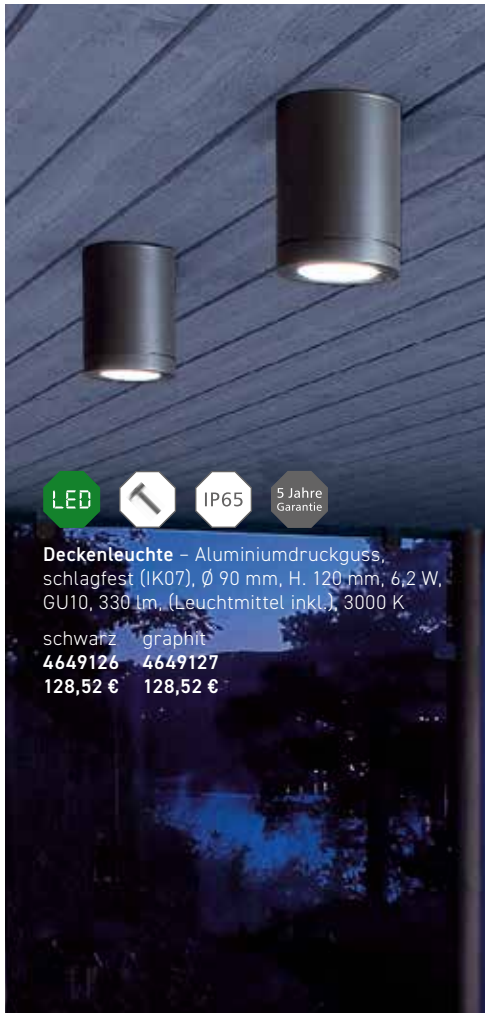 LED
IP65
5 Jahre
Garantie
Deckenleuchte – Aluminiumdruckguss,
schlagfest (IK07), Ø 90 mm, H. 120 mm, 6,2 W,
GU10, 330 lm, (Leuchtmittel inkl.), 3000 K
schwarz graphit
4649126 4649127
128,52 € 128,52 €